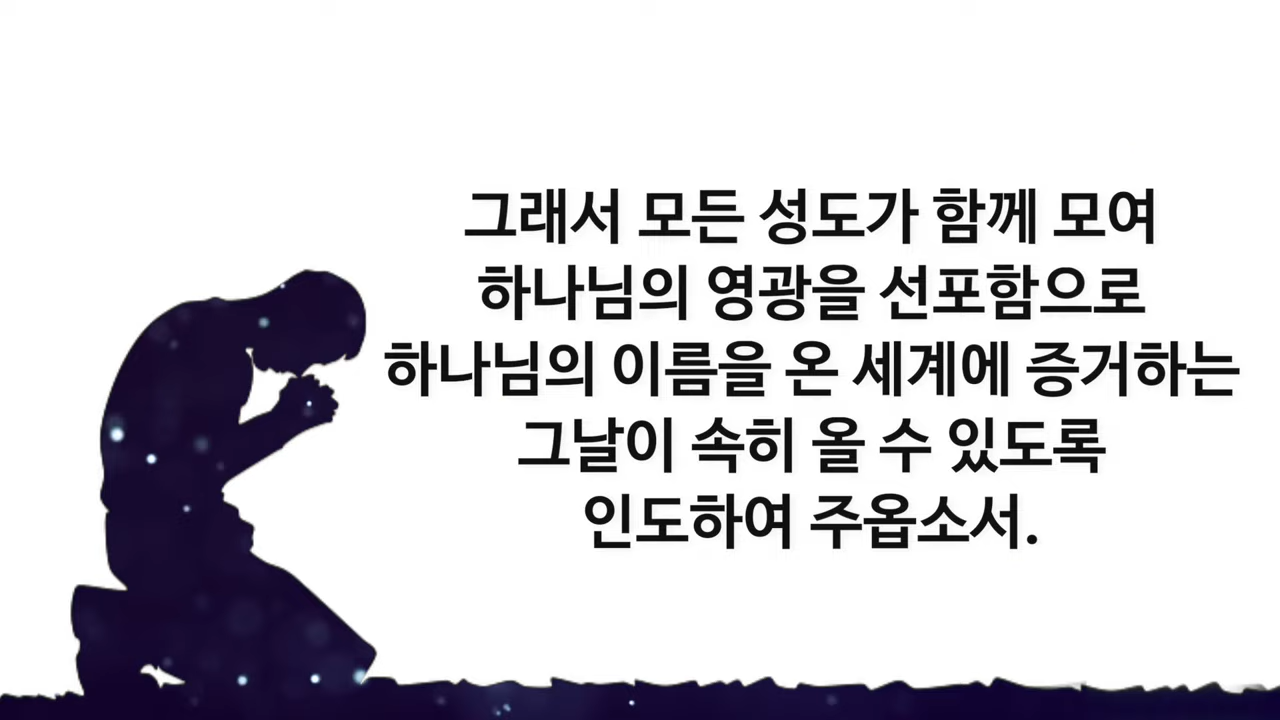 그래서 모든 성도가 함께 모여
하나님의 영광을 선포함으로
하나님의 이름을 온 세계에 증거하는
그날이 속히 올 수 있도록
인도하여 주옵소서.